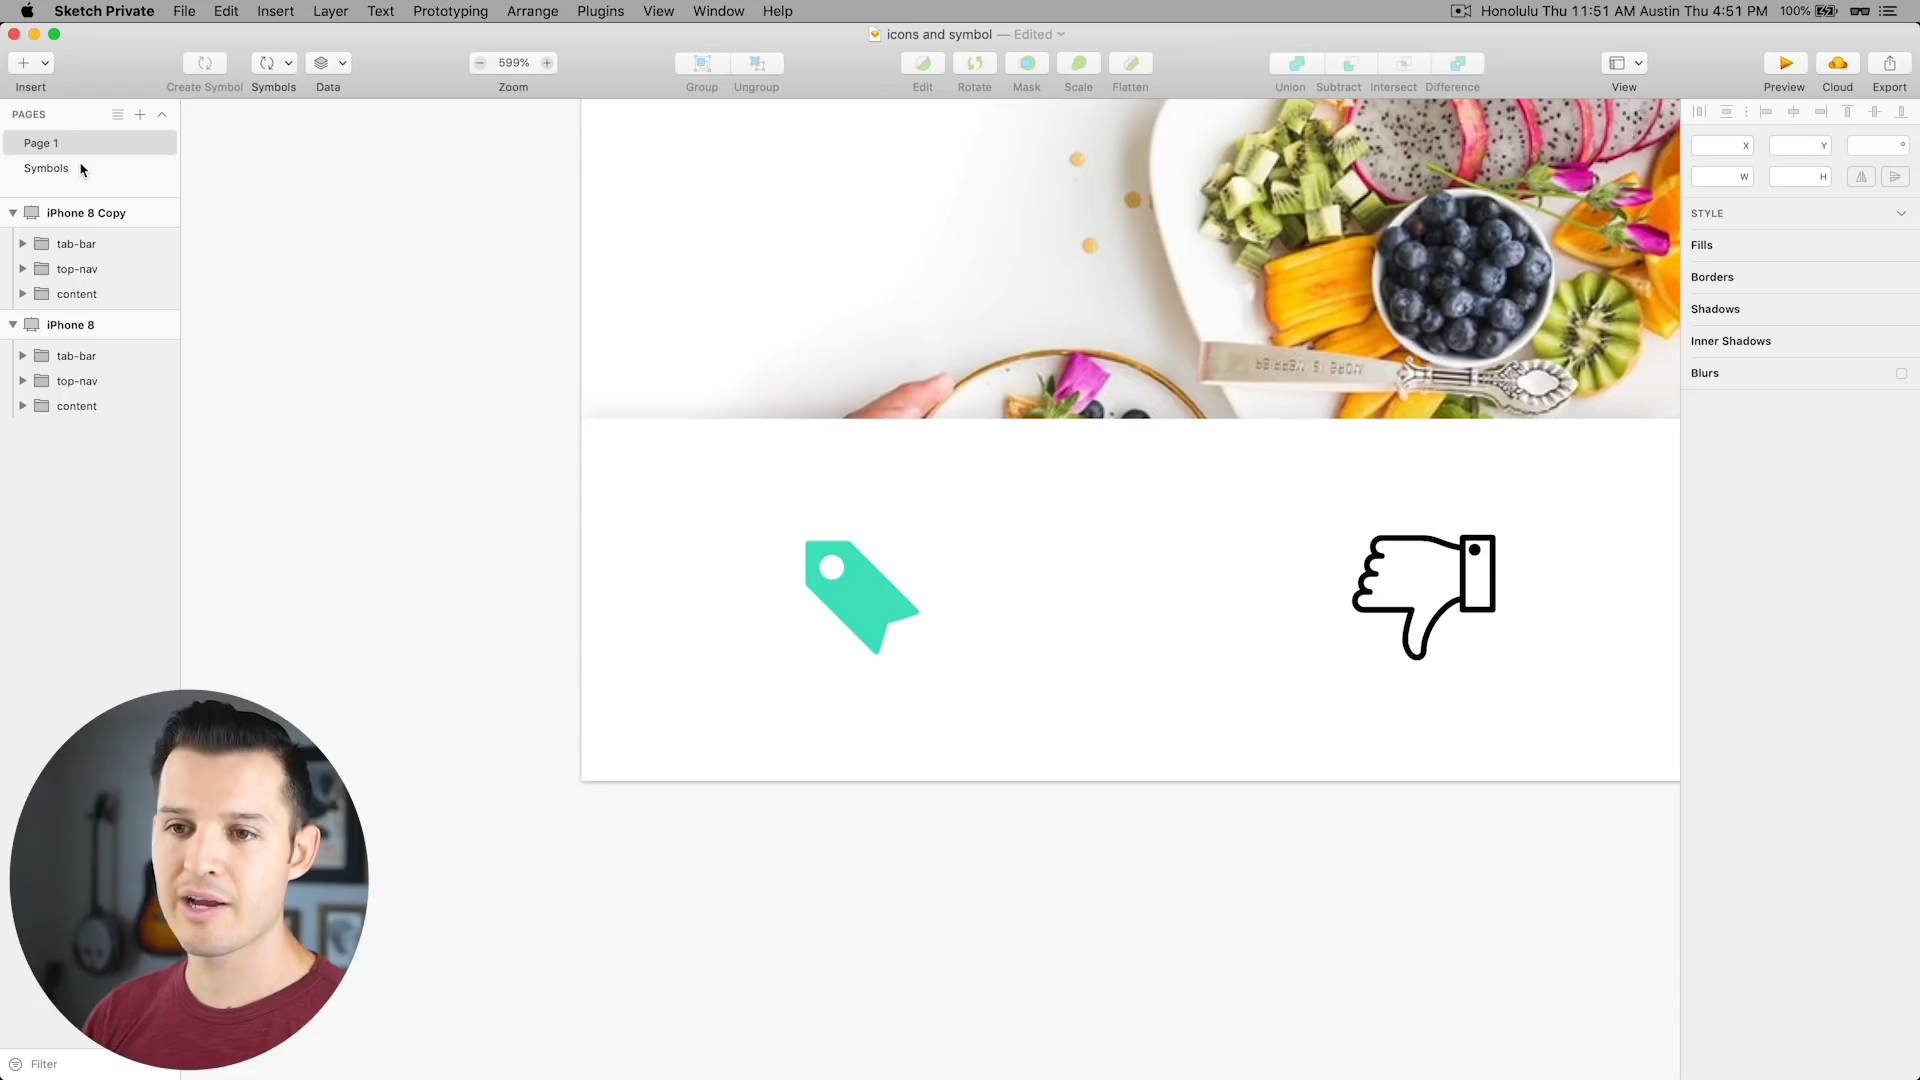 Sketch Private File Edit Insert Layer Text Prototyping Arrange Plugins View Window Help Honolulu Thu 11:51 AM Austin Thu 4:51 PM 100%
icons and symbol — Edited
599%
Insert Create Symbol Symbols Data Zoom Group Ungroup Edit Rotate Mask Scale Flatten Union Subtract Intersect Difference View Preview Cloud Export
PAGES
Page 1
Symbols
iPhone 8 Copy
tab-bar
top-nav
content
iPhone 8
tab-bar
top-nav
content
Filter
X Y °
W H
STYLE
Fills
Borders
Shadows
Inner Shadows
Blurs